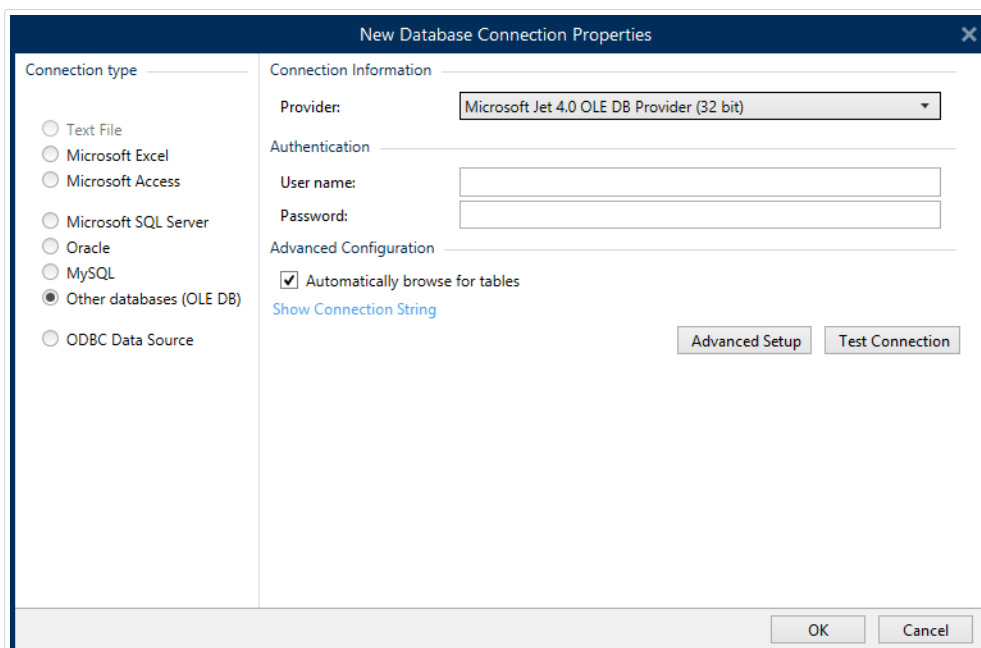 New Database Connection Properties
Connection type
Text File
Microsoft Excel
Microsoft Access
Microsoft SQL Server
Oracle
MySQL
Other databases (OLE DB)
ODBC Data Source
Connection Information
Provider:
Microsoft Jet 4.0 OLE DB Provider (32 bit)
Authentication
User name:
Password:
Advanced Configuration
Automatically browse for tables
Show Connection String
Advanced Setup
Test Connection
OK
Cancel